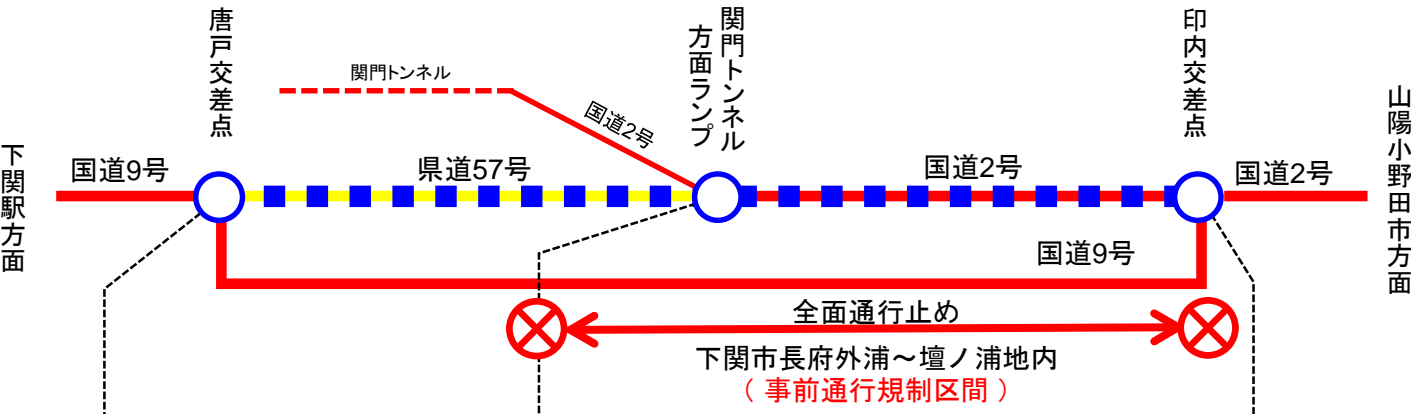 唐戸交差点
関門トンネル
方面ランプ
印内交差点
山陽小野田市方面
関門トンネル
国道2号
下関駅方面
国道9号
県道57号
国道2号
国道2号
国道9号
全面通行止め
下関市長府外浦～壇ノ浦地内
（ 事前通行規制区間 ）